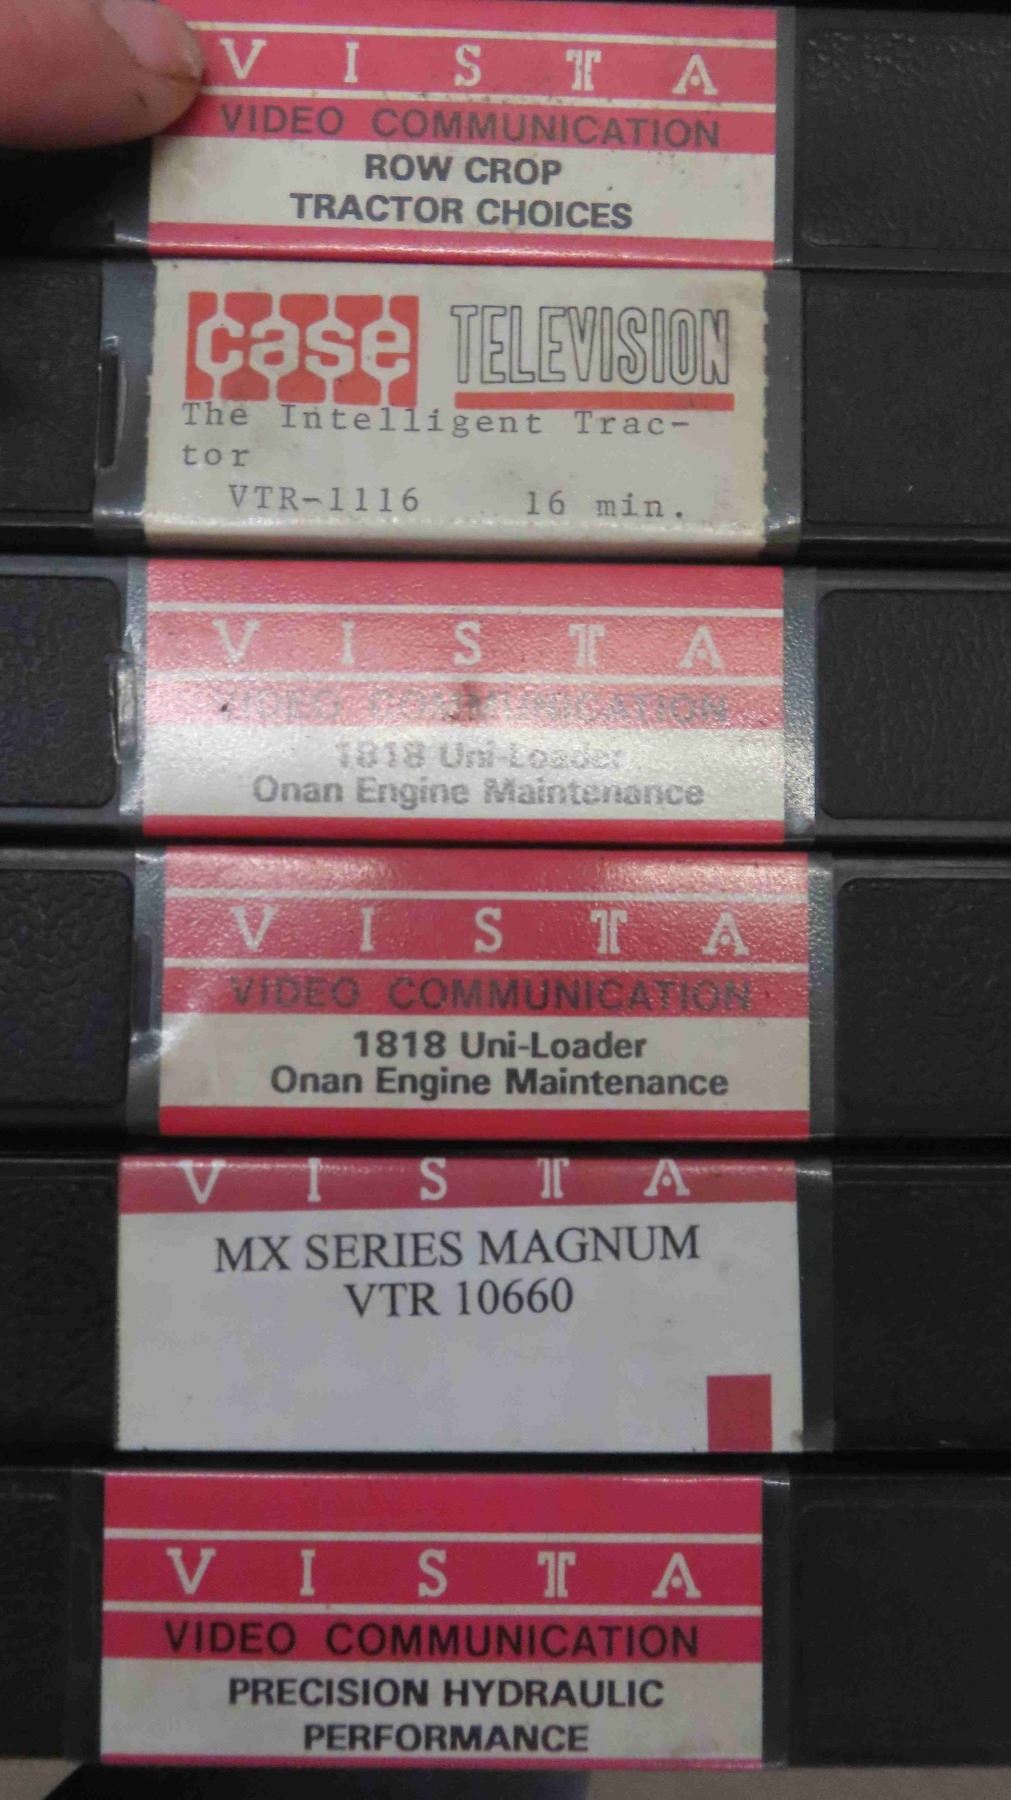 V I S T A
VIDEO COMMUNICATION
ROW CROP
TRACTOR CHOICES
case TELEVISION
The Intelligent Trac-
tor
VTR-1116 16 min.
V I S T A
VIDEO COMMUNICATION
1818 Uni-Loader
Onan Engine Maintenance
V I S T A
VIDEO COMMUNICATION
1818 Uni-Loader
Onan Engine Maintenance
V I S T A
MX SERIES MAGNUM
VTR 10660
V I S T A
VIDEO COMMUNICATION
PRECISION HYDRAULIC
PERFORMANCE